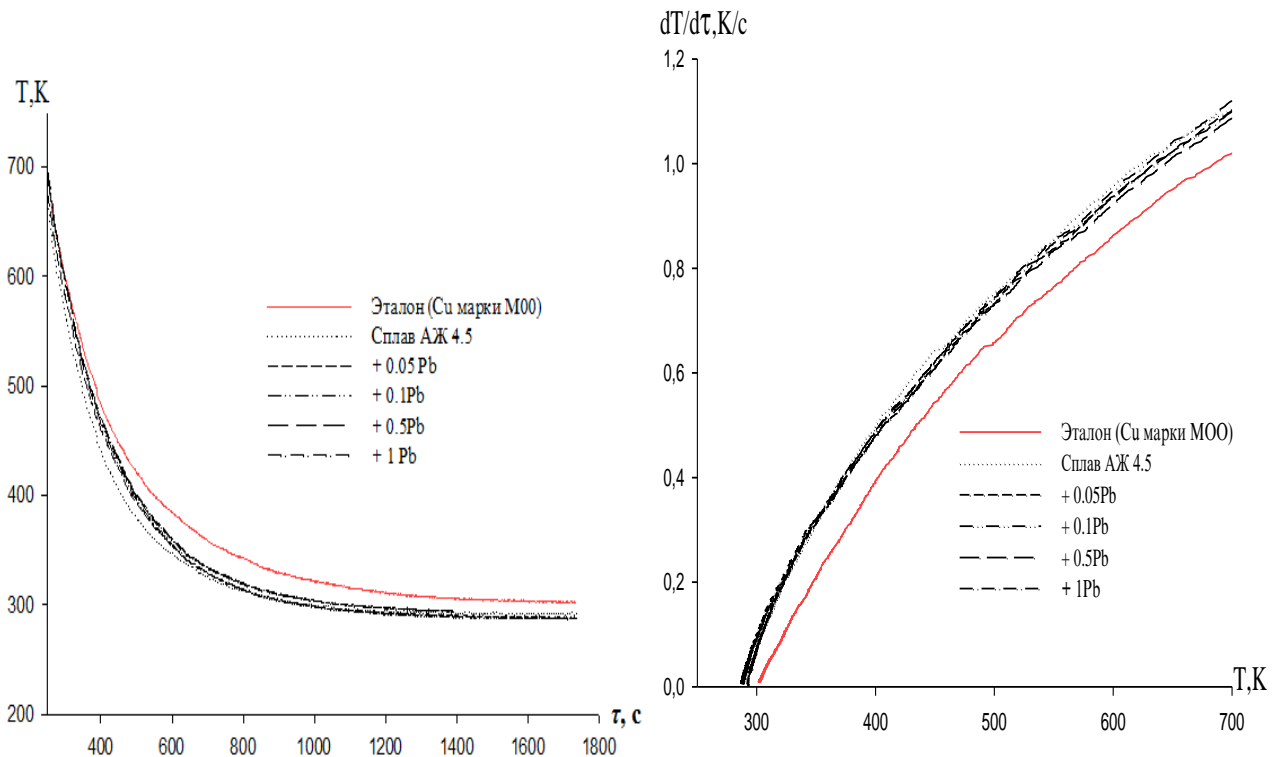 T,K
700
600
500
400
300
200
400
600
800
1000
1200
1400
1600
1800
τ, c
Эталон (Cu марки M00)
Сплав АЖ 4.5
+ 0.05 Pb
+ 0.1Pb
+ 0.5Pb
+ 1 Pb
dT/dτ,K/c
1,2
1,0
0,8
0,6
0,4
0,2
0,0
300
400
500
600
700
T,K
Эталон (Cu марки МОО)
Сплав АЖ 4.5
+ 0.05Pb
+ 0.1Pb
+ 0.5Pb
+ 1Pb